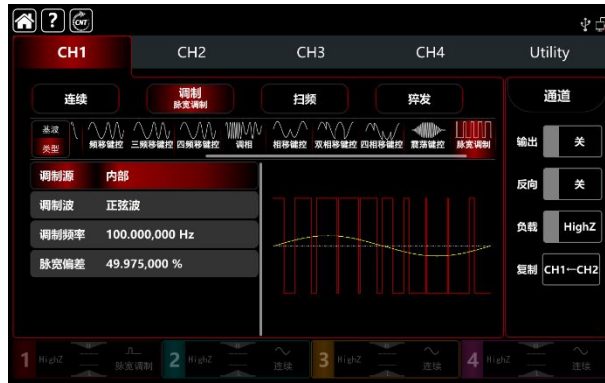 ? CNT
CH1 CH2 CH3 CH4 Utility
连续 调制 扫频 猝发 通道
脉宽调制
基波
类型 频移键控 三频移键控 四频移键控 调相 相移键控 双相移键控 四相移键控 震荡键控 脉宽调制
输出 关
调制源 内部
反向 关
调制波 正弦波
负载 HighZ
调制频率 100.000,000 Hz
脉宽偏差 49.975,000 %
复制 CH1←CH2
1 HighZ 脉宽调制 2 HighZ 连续 3 HighZ 连续 4 HighZ 连续